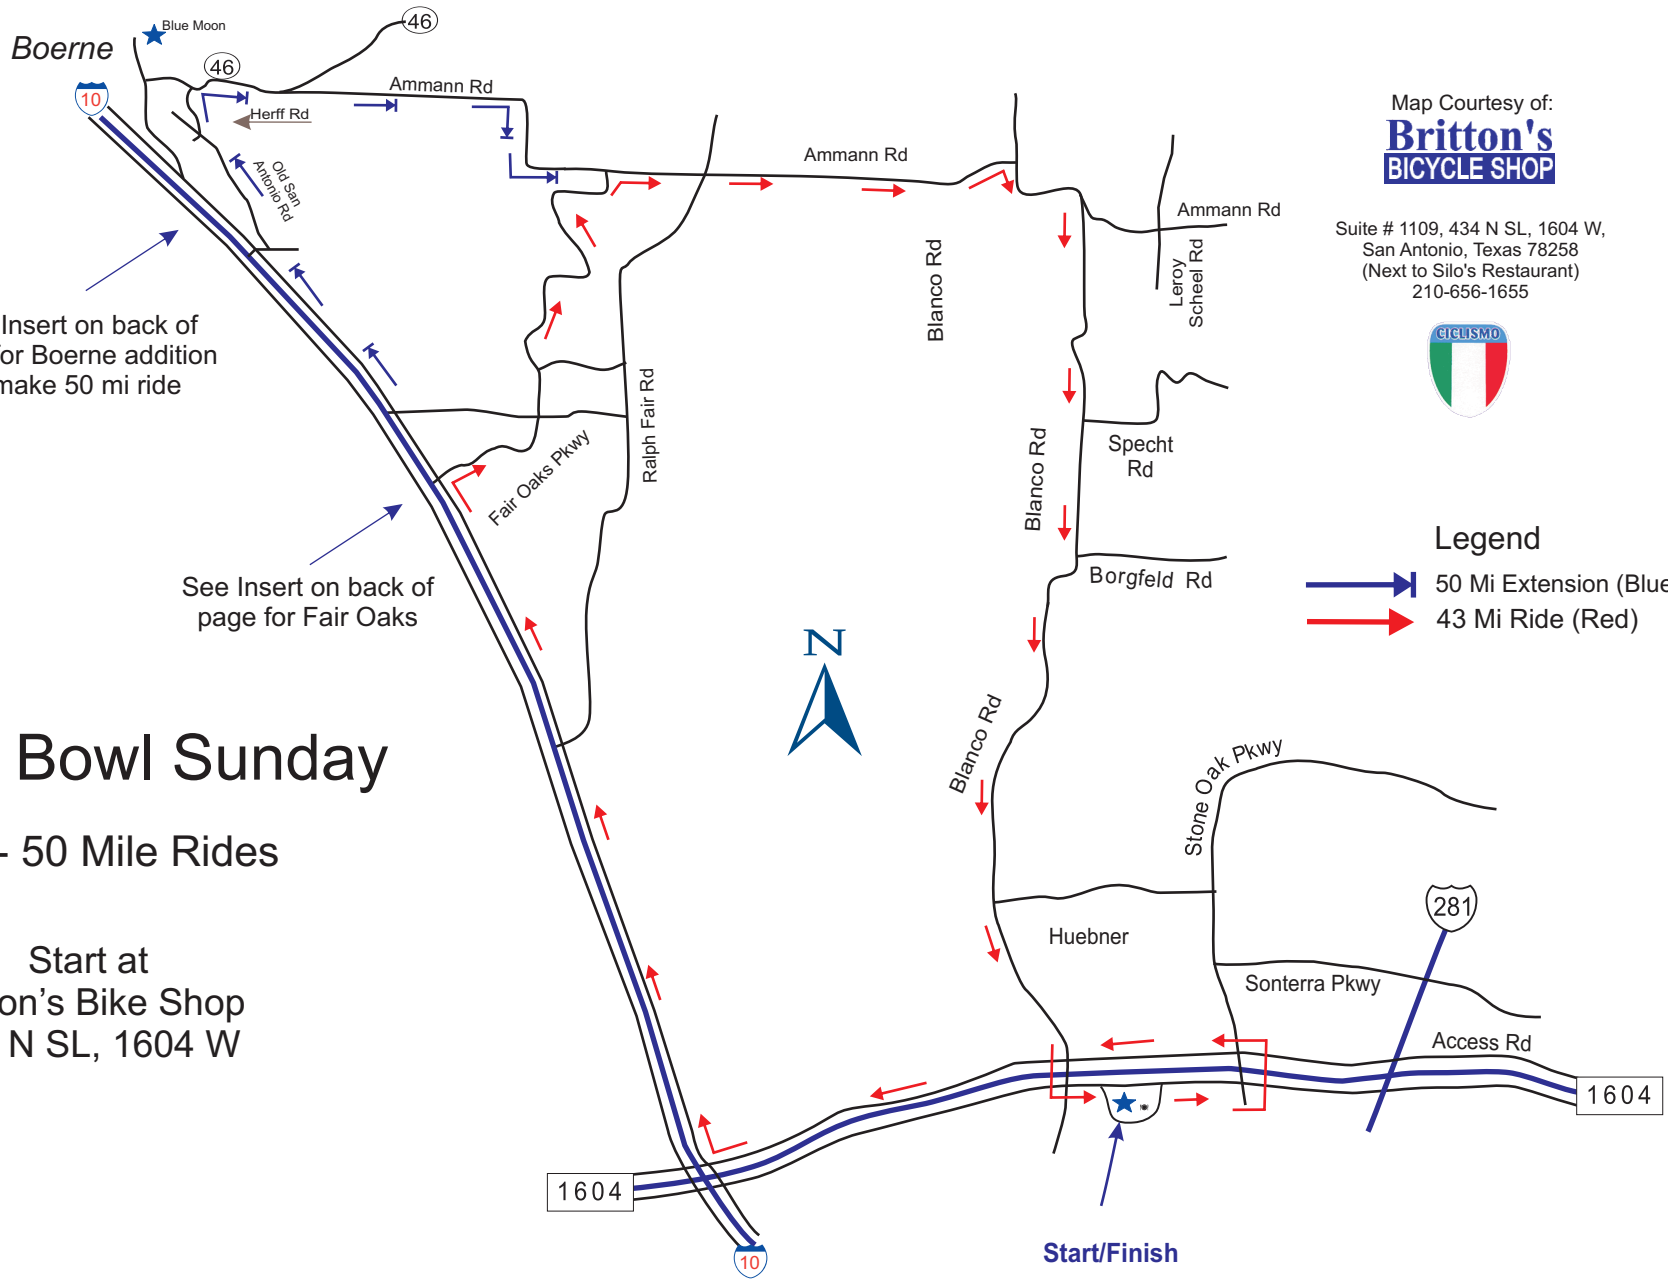 Boerne
Blue Moon
46
46
10
Ammann Rd
Herff Rd
Old San
Antonio Rd
Ammann Rd
Ammann Rd
Leroy
Scheel Rd
Blanco Rd
Map Courtesy of:
Britton's
BICYCLE SHOP
Suite # 1109, 434 N SL, 1604 W,
San Antonio, Texas 78258
(Next to Silo's Restaurant)
210-656-1655
CICLISMO
Insert on back of
or Boerne addition
make 50 mi ride
Ralph Fair Rd
Fair Oaks Pkwy
Blanco Rd
Specht
Rd
Borgfeld Rd
See Insert on back of
page for Fair Oaks
Legend
50 Mi Extension (Blue
43 Mi Ride (Red)
N
Bowl Sunday
- 50 Mile Rides
Start at
on's Bike Shop
N SL, 1604 W
Blanco Rd
Stone Oak Pkwy
Huebner
281
Sonterra Pkwy
Access Rd
1604
1604
10
Start/Finish